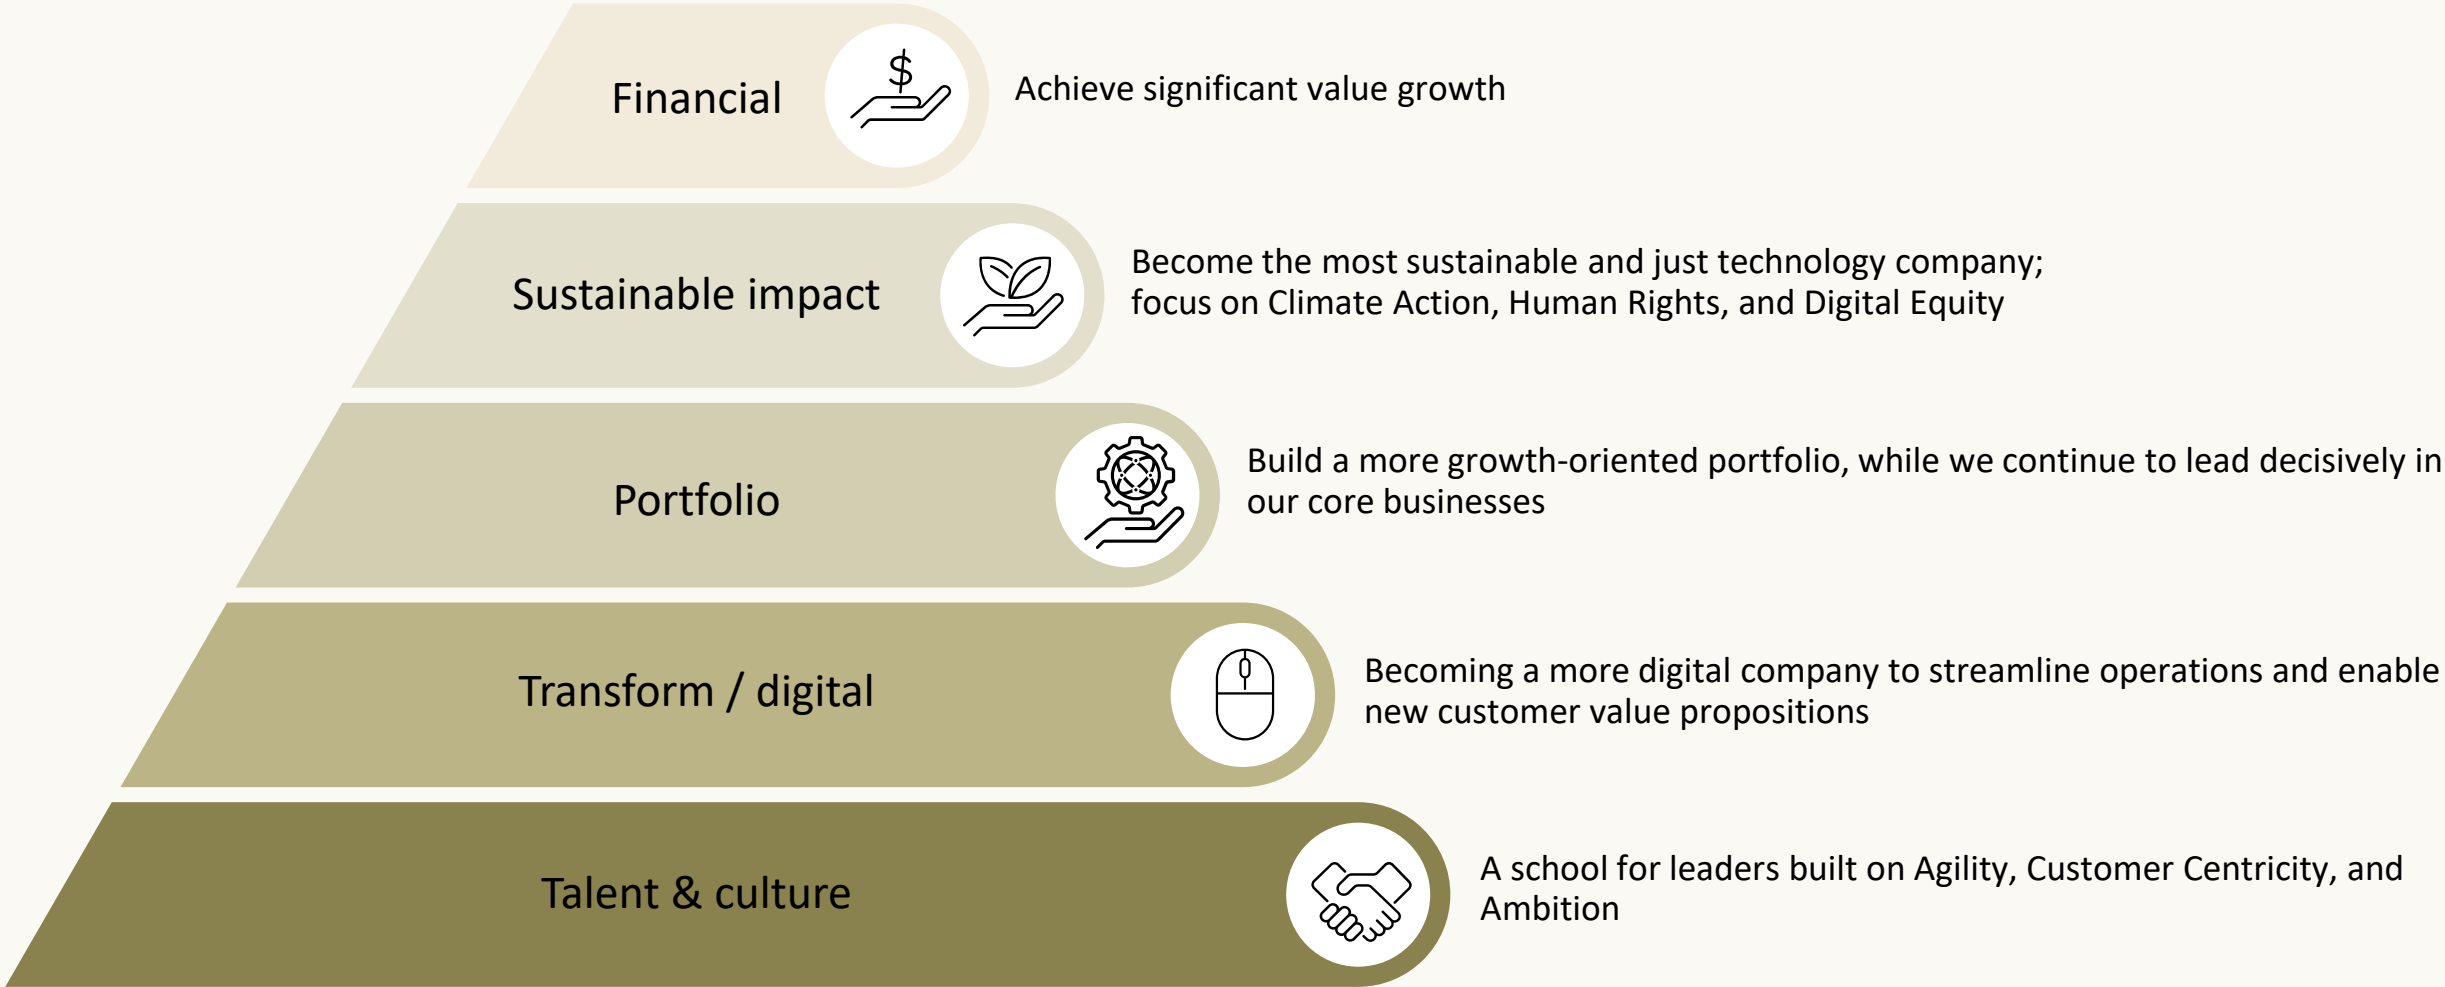 Financial
$
Achieve significant value growth
Sustainable impact
Become the most sustainable and just technology company;
focus on Climate Action, Human Rights, and Digital Equity
Portfolio
Build a more growth-oriented portfolio, while we continue to lead decisively in
our core businesses
Transform / digital
Becoming a more digital company to streamline operations and enable
new customer value propositions
Talent & culture
A school for leaders built on Agility, Customer Centricity, and
Ambition